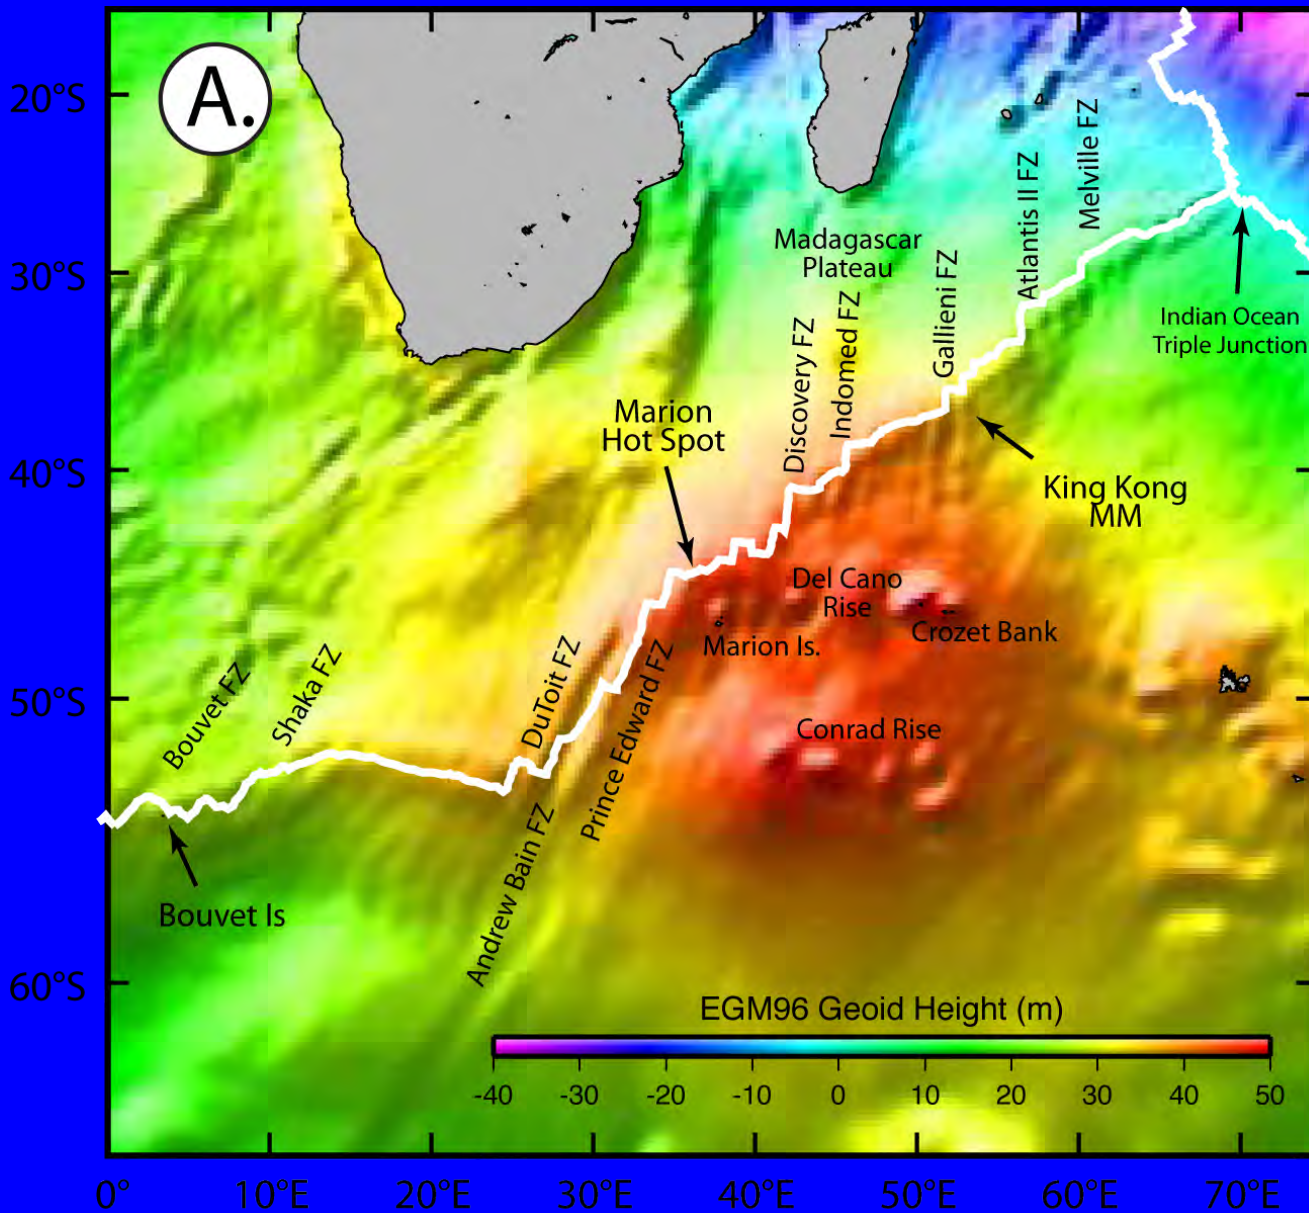 A.
20°S
30°S
40°S
50°S
60°S
Melville FZ
Atlantis II FZ
Madagascar
Plateau
Gallieni FZ
Indian Ocean
Triple Junction
Indomed FZ
Discovery FZ
Marion
Hot Spot
King Kong
MM
Del Cano
Rise
Crozet Bank
Marion Is.
Conrad Rise
Bouvet FZ
Shaka FZ
DuToit FZ
Prince Edward FZ
Andrew Bain FZ
Bouvet Is
EGM96 Geoid Height (m)
-40 -30 -20 -10 0 10 20 30 40 50
0° 10°E 20°E 30°E 40°E 50°E 60°E 70°E